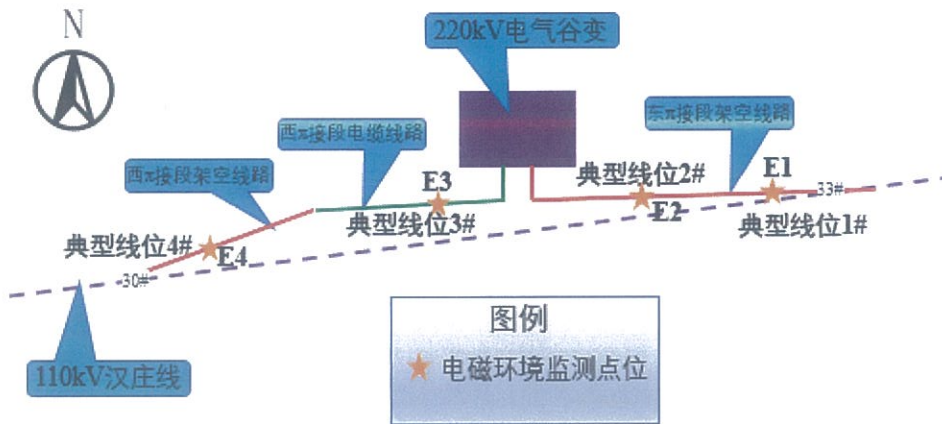 N
220kV电气谷变
东π接段架空线路
西π接段电缆线路
西π接段架空线路
典型线位2#
E1
E3
33#
E2
典型线位1#
典型线位3#
典型线位4#
E4
30#
图例
电磁环境监测点位
110kV汉庄线